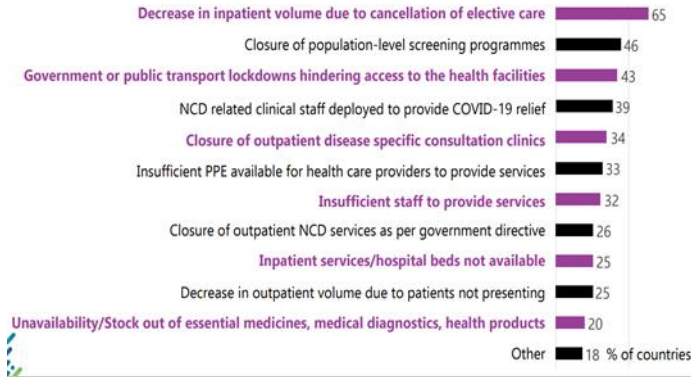 Decrease in inpatient volume due to cancellation of elective care 65
Closure of population-level screening programmes 46
Government or public transport lockdowns hindering access to the health facilities 43
NCD related clinical staff deployed to provide COVID-19 relief 39
Closure of outpatient disease specific consultation clinics 34
Insufficient PPE available for health care providers to provide services 33
Insufficient staff to provide services 32
Closure of outpatient NCD services as per government directive 26
Inpatient services/hospital beds not available 25
Decrease in outpatient volume due to patients not presenting 25
Unavailability/Stock out of essential medicines, medical diagnostics, health products 20
Other 18 % of countries